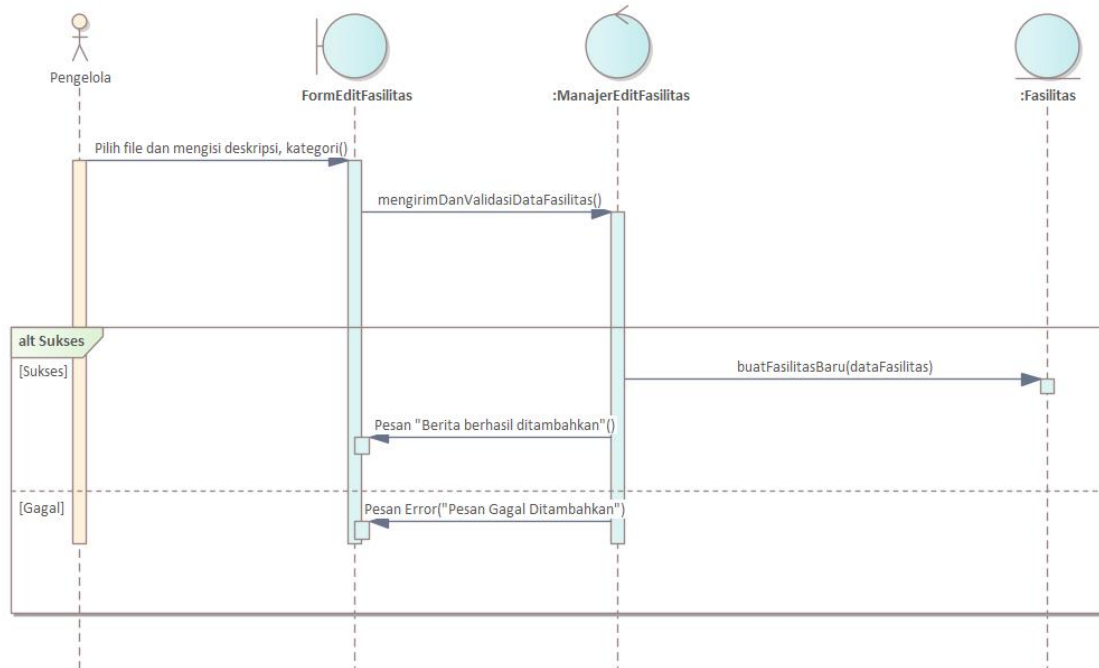 Pengelola
FormEditFasilitas
:ManajerEditFasilitas
:Fasilitas
Pilih file dan mengisi deskripsi, kategori()
mengirimDanValidasiDataFasilitas()
alt Sukses
[Sukses]
buatFasilitasBaru(dataFasilitas)
Pesan "Berita berhasil ditambahkan"()
[Gagal]
Pesan Error("Pesan Gagal Ditambahkan")